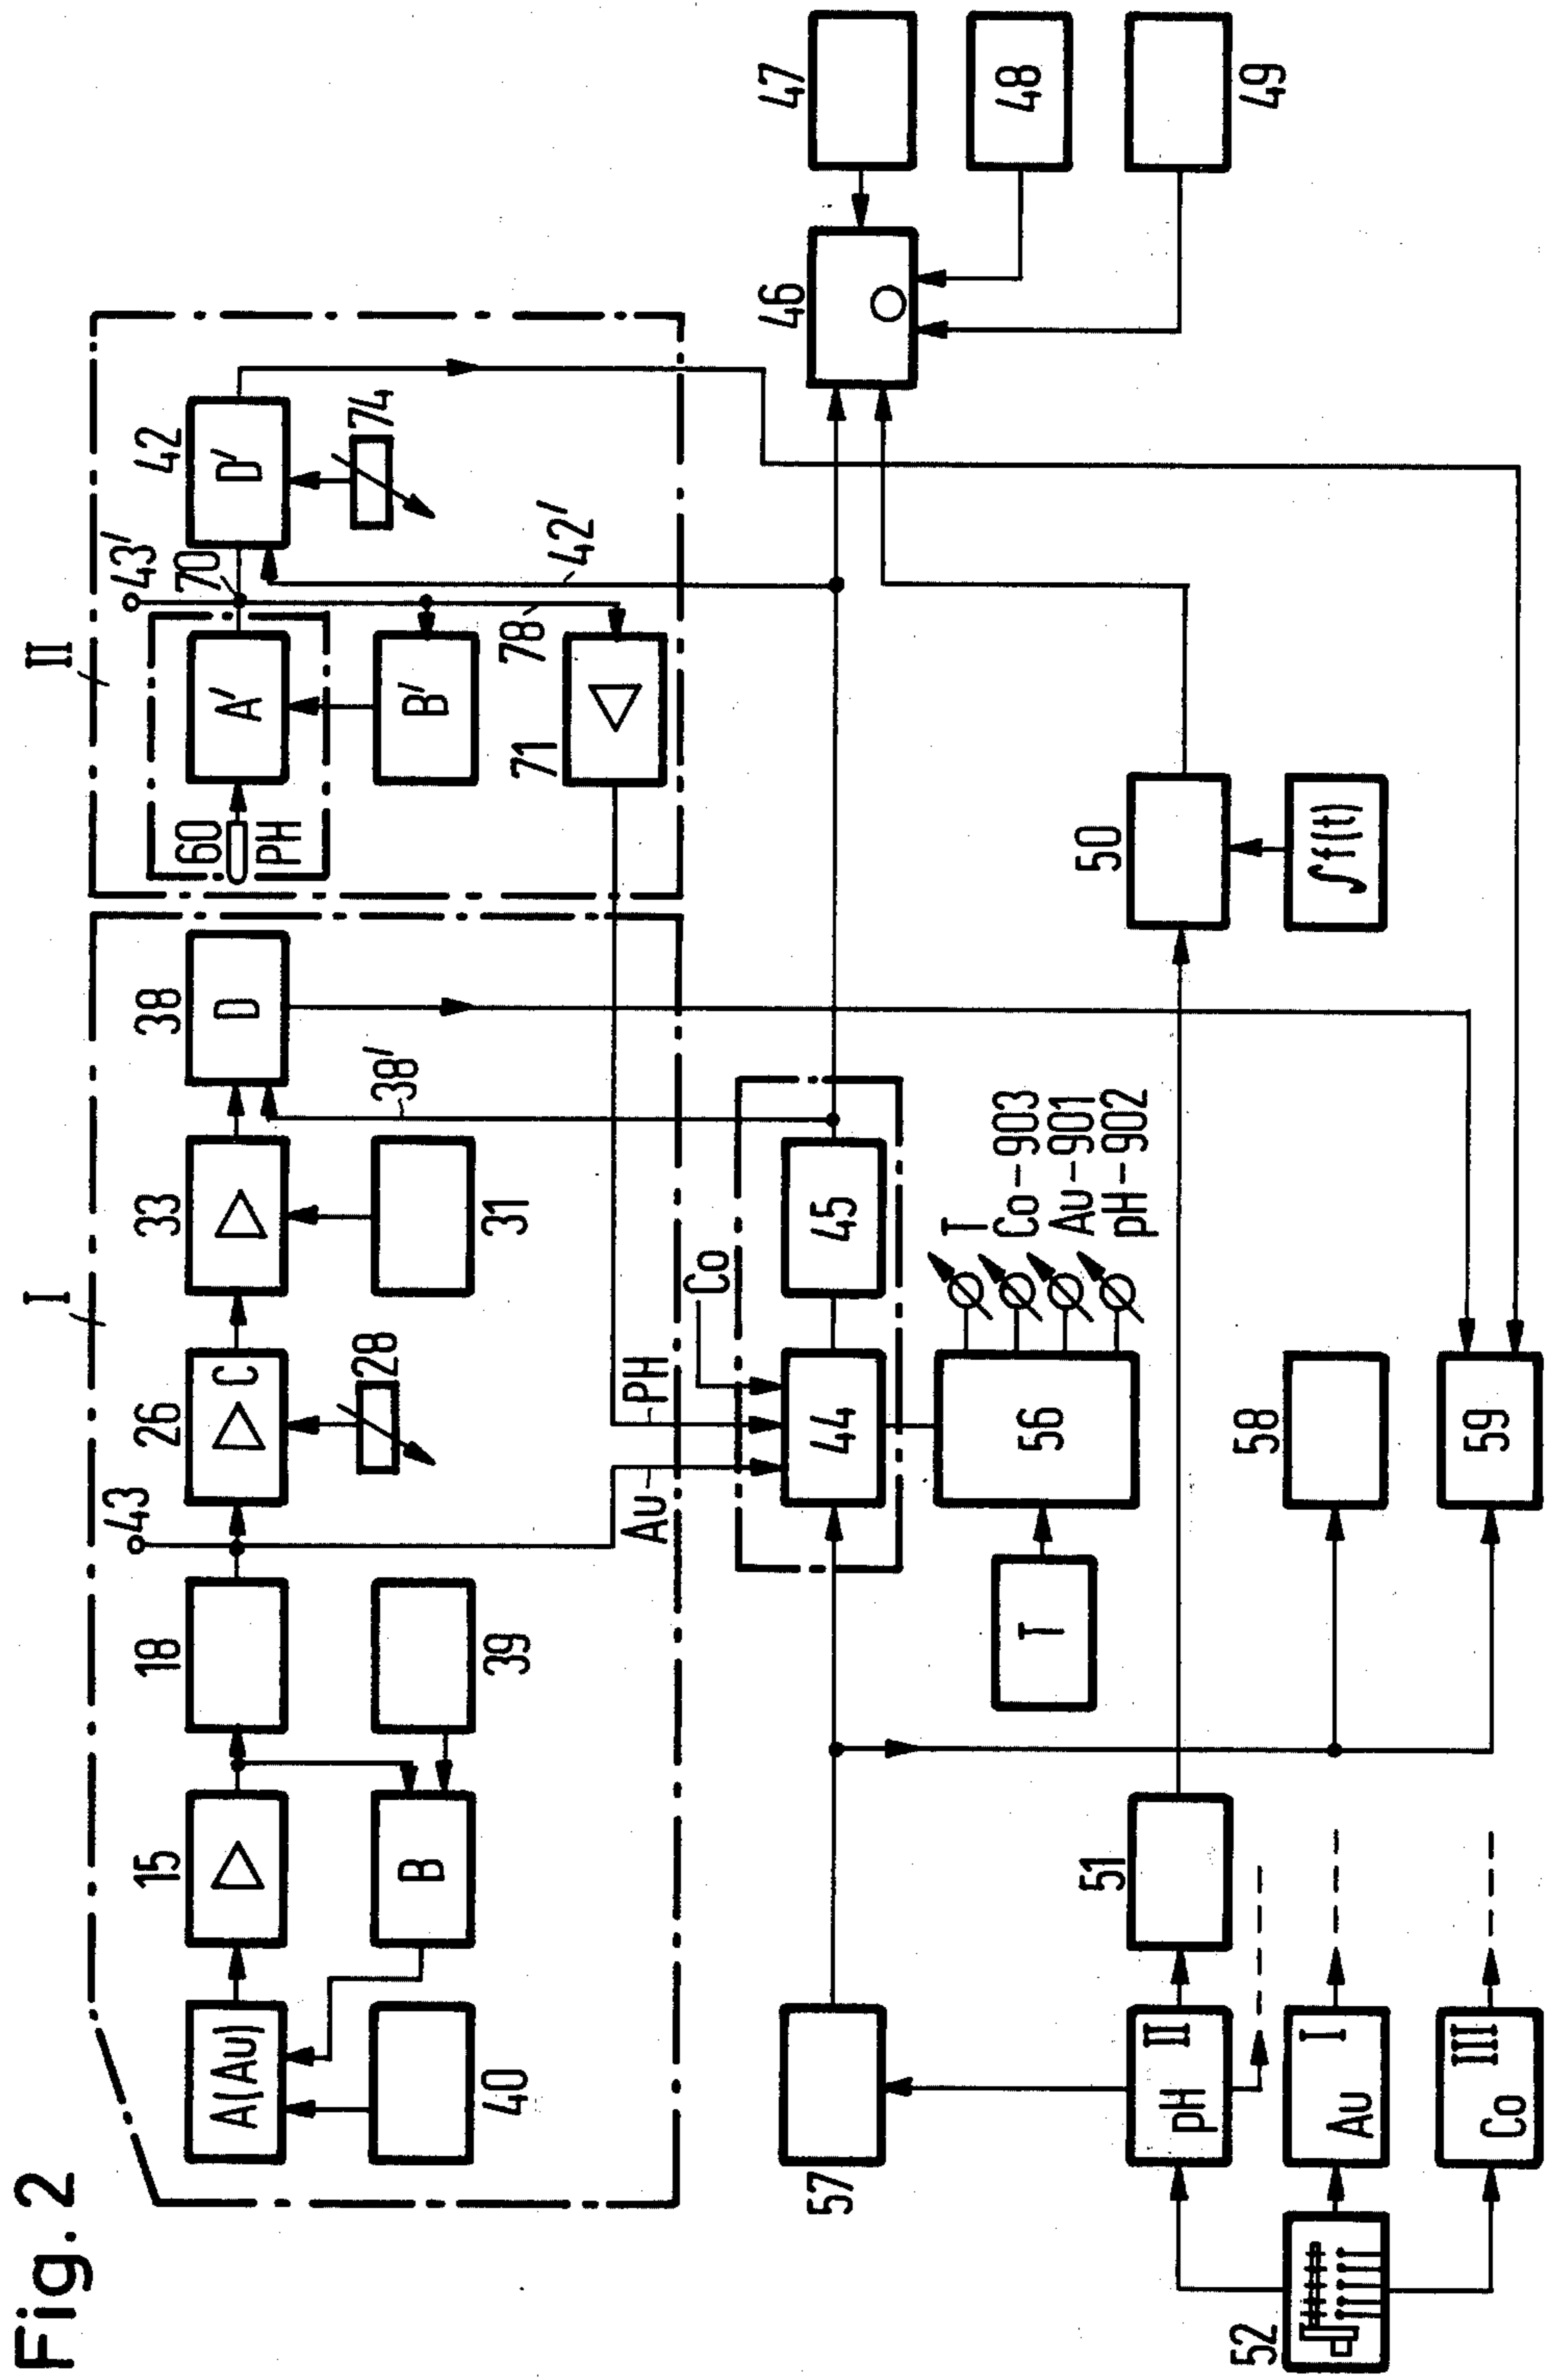 Fig. 2
I
II
A(Au)
15
18
43
26
C
33
38
D
40
B
39
28
31
38'
60
PH
A'
43'
70
42
D'
B'
78
74
71
42'
Au
PH
Co
44
45
46
47
48
49
57
T
56
T
Co-903
Au-901
pH-902
50
∫f(t)
51
58
59
52
pH II
Au I
Co III